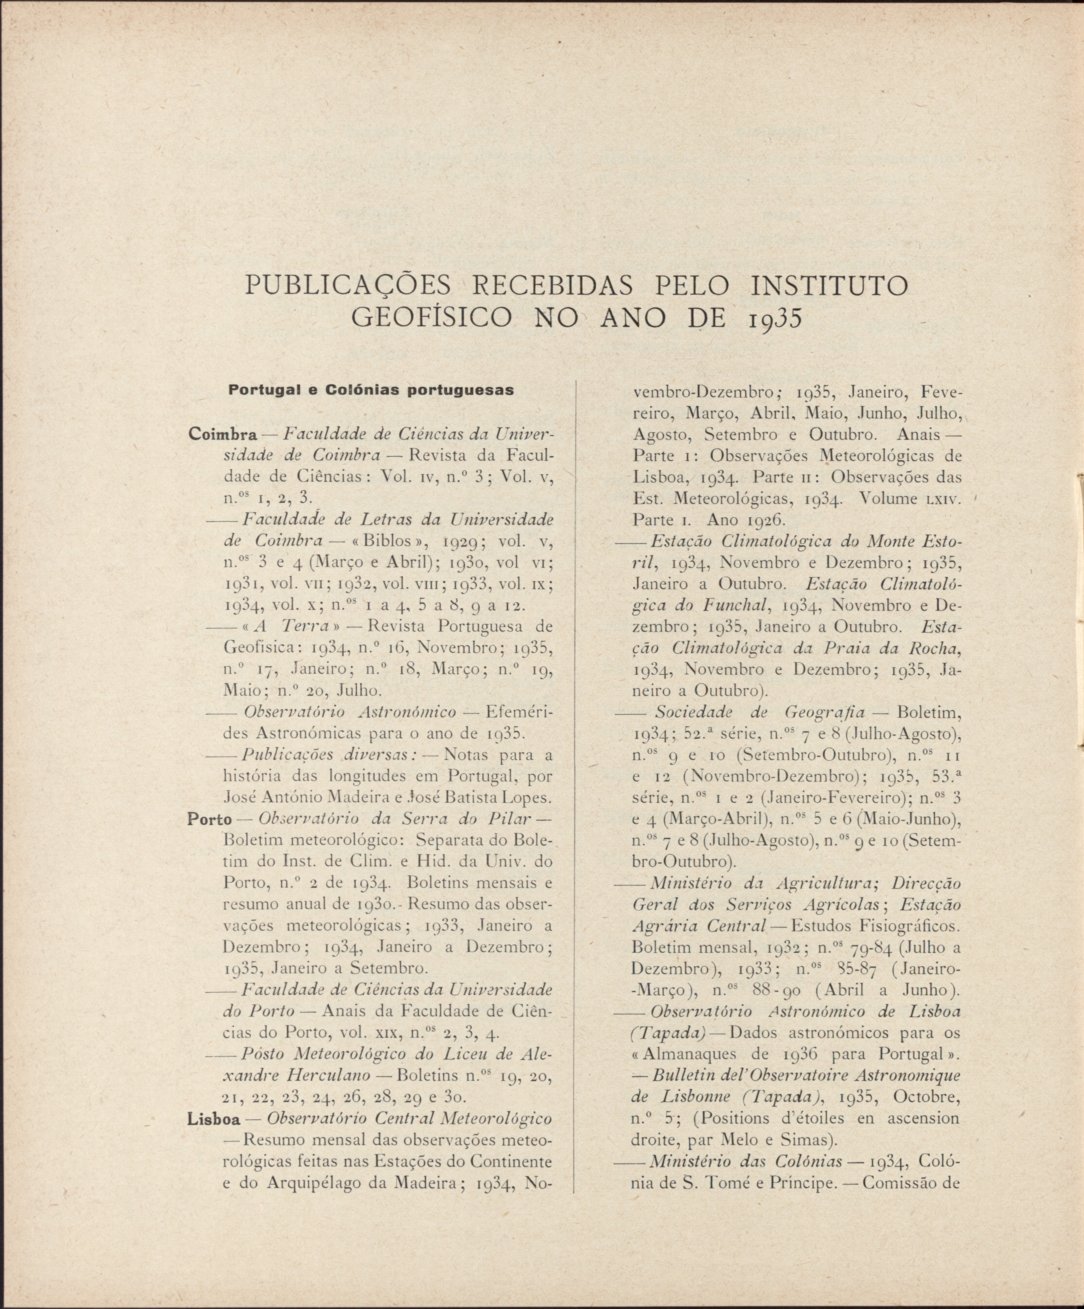 PUBLICAÇÕES RECEBIDAS PELO INSTITUTO
GEOFÍSICO NO ANO DE 1935
Portugal e Colónias portuguesas
Coimbra — Faculdade de Ciências da Univer-
sidade de Coimbra — Revista da Facul-
dade de Ciências: Vol. IV, n.º 3; Vol. V,
n.ºˢ 1, 2, 3.
—— Faculdade de Letras da Universidade
de Coimbra — «Biblos», 1929; vol. V,
n.ºˢ 3 e 4 (Março e Abril); 1930, vol VI;
1931, vol. VII; 1932, vol. VIII; 1933, vol. IX;
1934, vol. X; n.ºˢ 1 a 4, 5 a 8, 9 a 12.
—— «A Terra» — Revista Portuguesa de
Geofísica: 1934, n.º 16, Novembro; 1935,
n.º 17, Janeiro; n.º 18, Março; n.º 19,
Maio; n.º 20, Julho.
—— Observatório Astronómico — Efeméri-
des Astronómicas para o ano de 1935.
—— Publicações diversas: — Notas para a
história das longitudes em Portugal, por
José António Madeira e José Batista Lopes.
Porto — Observatório da Serra do Pilar —
Boletim meteorológico: Separata do Bole-
tim do Inst. de Clim. e Hid. da Univ. do
Porto, n.º 2 de 1934. Boletins mensais e
resumo anual de 1930. - Resumo das obser-
vações meteorológicas; 1933, Janeiro a
Dezembro; 1934, Janeiro a Dezembro;
1935, Janeiro a Setembro.
—— Faculdade de Ciências da Universidade
do Porto — Anais da Faculdade de Ciên-
cias do Porto, vol. XIX, n.ºˢ 2, 3, 4.
—— Pôsto Meteorológico do Liceu de Ale-
xandre Herculano — Boletins n.ºˢ 19, 20,
21, 22, 23, 24, 26, 28, 29 e 30.
Lisboa — Observatório Central Meteorológico
— Resumo mensal das observações meteo-
rológicas feitas nas Estações do Continente
e do Arquipélago da Madeira; 1934, No-
vembro-Dezembro; 1935, Janeiro, Feve-
reiro, Março, Abril, Maio, Junho, Julho,
Agosto, Setembro e Outubro. Anais —
Parte I: Observações Meteorológicas de
Lisboa, 1934. Parte II: Observações das
Est. Meteorológicas, 1934. Volume LXIV.
Parte I. Ano 1926.
—— Estação Climatológica do Monte Esto-
ril, 1934, Novembro e Dezembro; 1935,
Janeiro a Outubro. Estação Climatoló-
gica do Funchal, 1934, Novembro e De-
zembro; 1935, Janeiro a Outubro. Esta-
ção Climatológica da Praia da Rocha,
1934, Novembro e Dezembro; 1935, Ja-
neiro a Outubro).
—— Sociedade de Geografia — Boletim,
1934; 52.ª série, n.ºˢ 7 e 8 (Julho-Agosto),
n.ºˢ 9 e 10 (Setembro-Outubro), n.ºˢ 11
e 12 (Novembro-Dezembro); 1935, 53.ª
série, n.ºˢ 1 e 2 (Janeiro-Fevereiro); n.ºˢ 3
e 4 (Março-Abril), n.ºˢ 5 e 6 (Maio-Junho),
n.ºˢ 7 e 8 (Julho-Agosto), n.ºˢ 9 e 10 (Setem-
bro-Outubro).
—— Ministério da Agricultura; Direcção
Geral dos Serviços Agrícolas; Estação
Agrária Central — Estudos Fisiográficos.
Boletim mensal, 1932; n.ºˢ 79-84 (Julho a
Dezembro), 1933; n.ºˢ 85-87 (Janeiro-
-Março), n.ºˢ 88-90 (Abril a Junho).
—— Observatório Astronómico de Lisboa
(Tapada) — Dados astronómicos para os
«Almanaques de 1936 para Portugal».
— Bulletin del'Observatoire Astronomique
de Lisbonne (Tapada), 1935, Octobre,
n.º 5; (Positions d'étoiles en ascension
droite, par Melo e Simas).
—— Ministério das Colónias — 1934, Coló-
nia de S. Tomé e Príncipe. — Comissão de